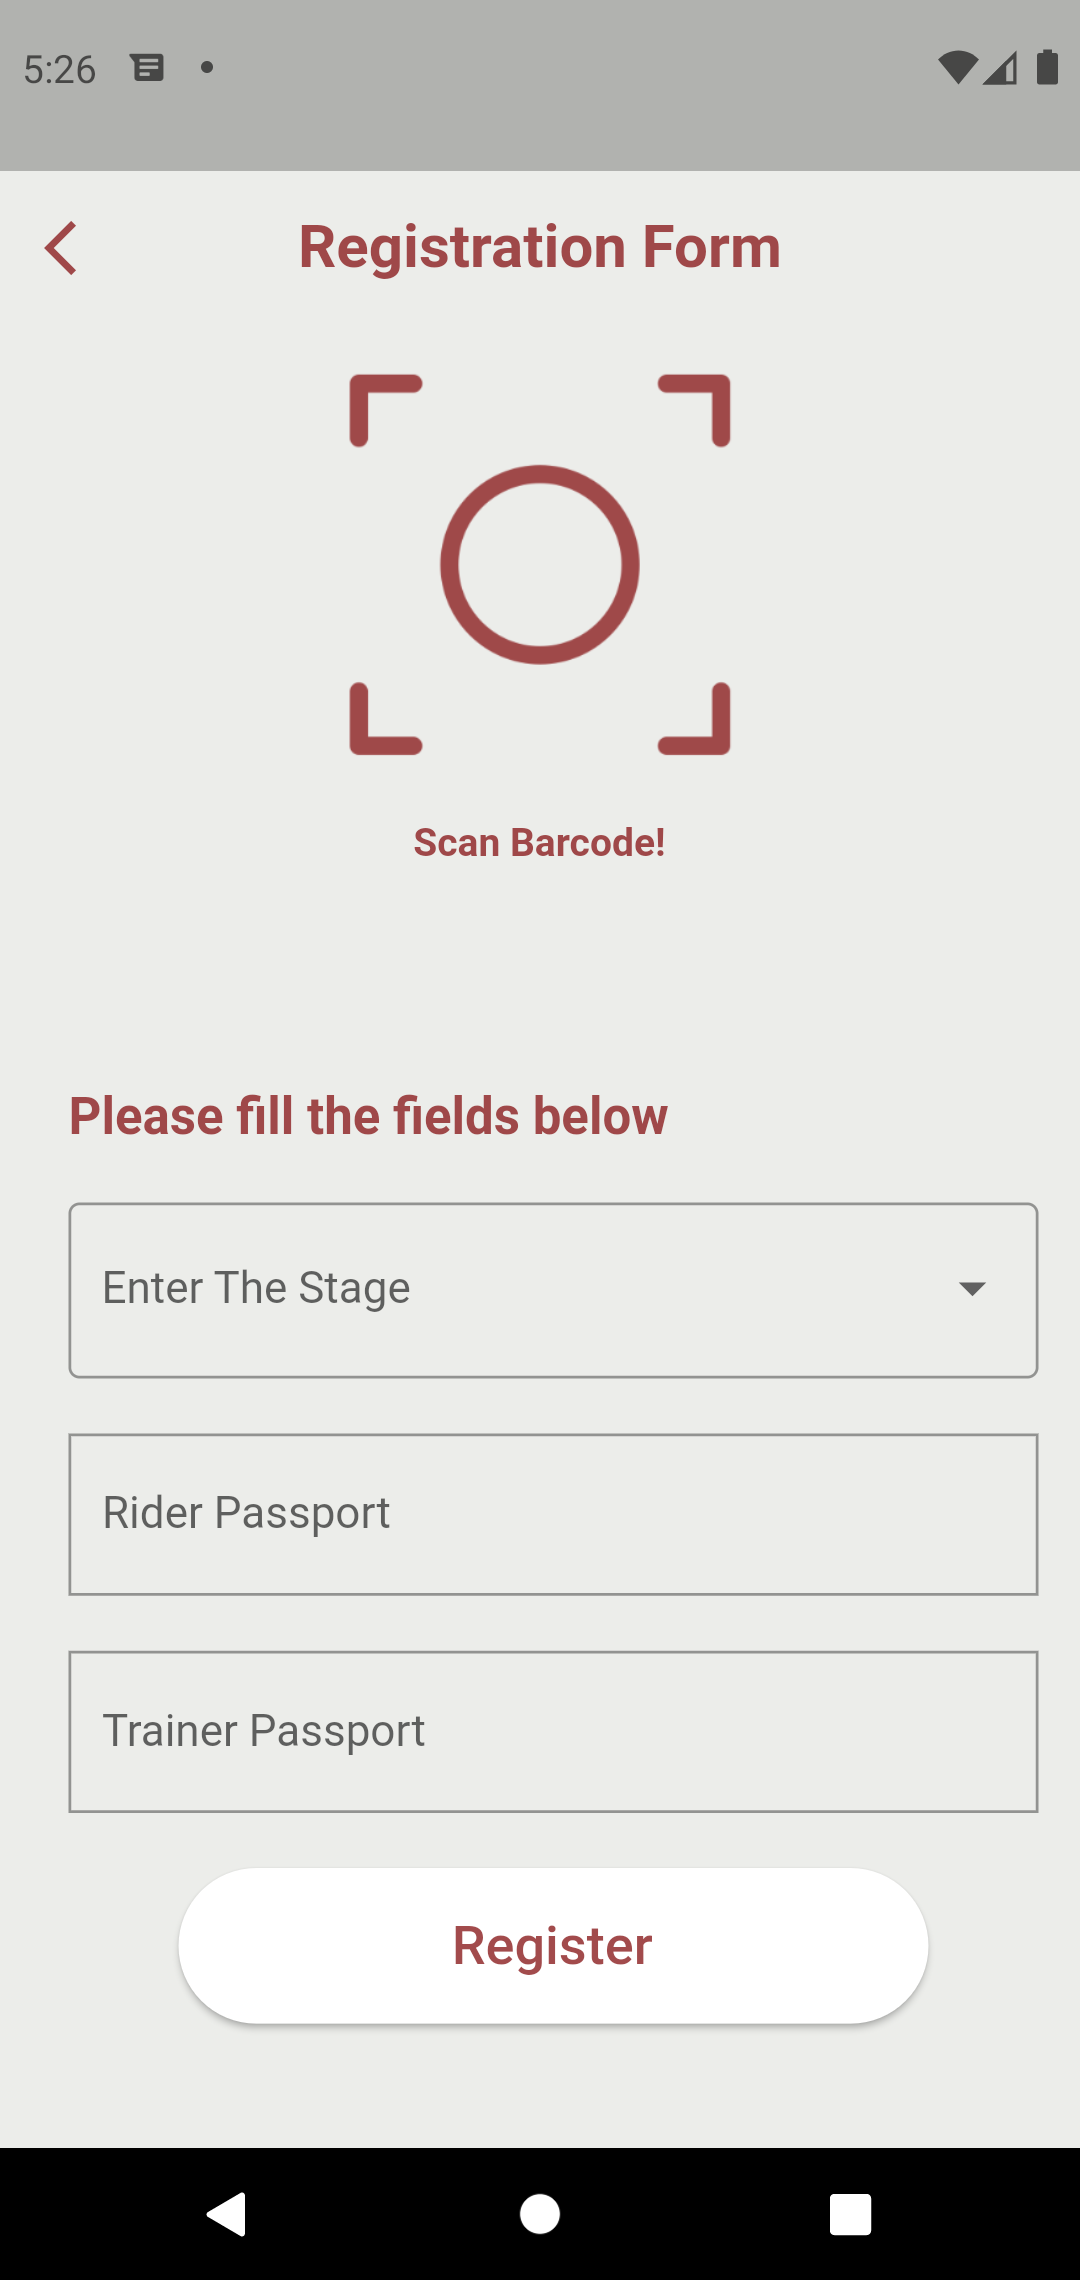 5:26
Registration Form
Scan Barcode!
Please fill the fields below
Enter The Stage
Rider Passport
Trainer Passport
Register